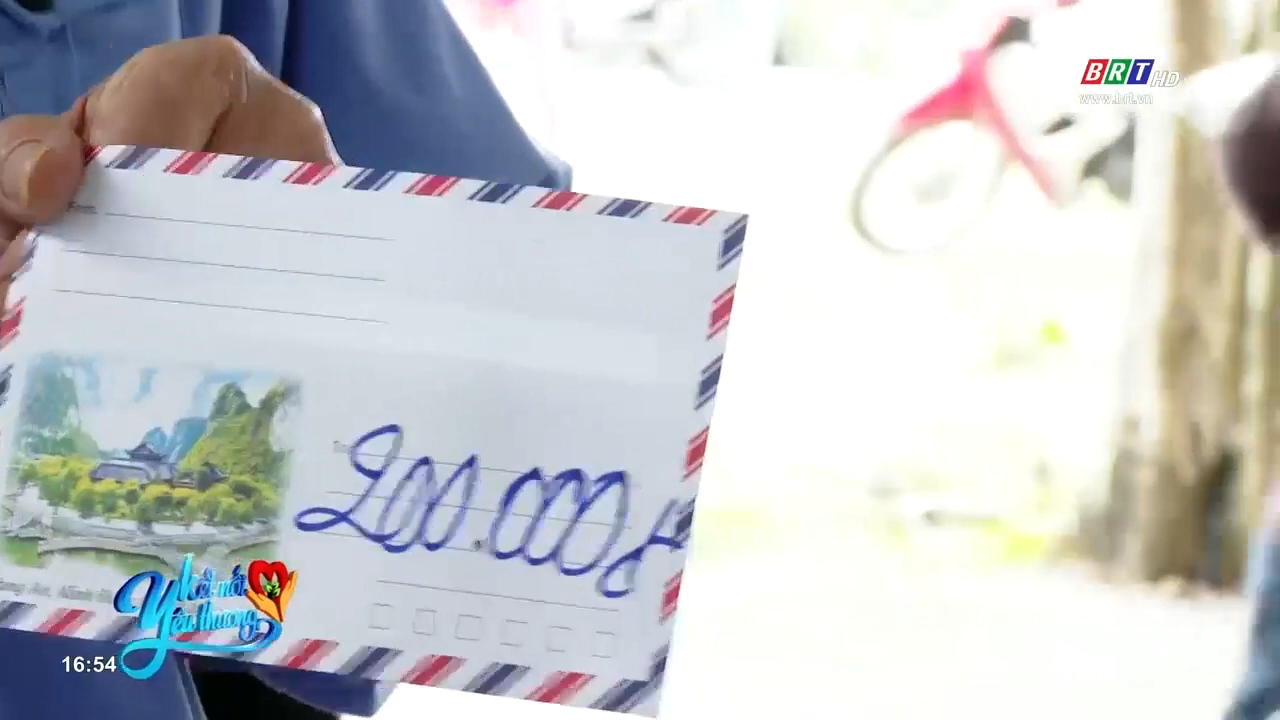 BRT HD
www.brt.vn
200.000đ
Kết nối
Yêu thương
16:54